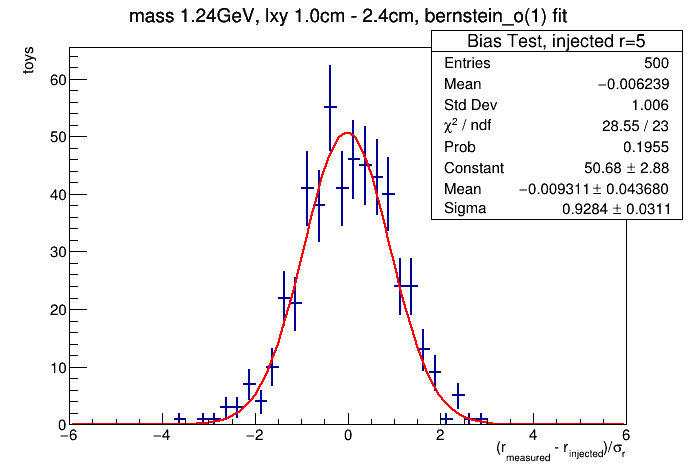 mass 1.24GeV, lxy 1.0cm - 2.4cm, bernstein_o(1) fit
Bias Test, injected r=5
Entries 500
Mean −0.006239
Std Dev 1.006
χ² / ndf 28.55 / 23
Prob 0.1955
Constant 50.68 ± 2.88
Mean −0.009311 ± 0.043680
Sigma 0.9284 ± 0.0311
toys
60
50
40
30
20
10
0
−6 −4 −2 0 2 4 6
(r_measured - r_injected)/σ_r